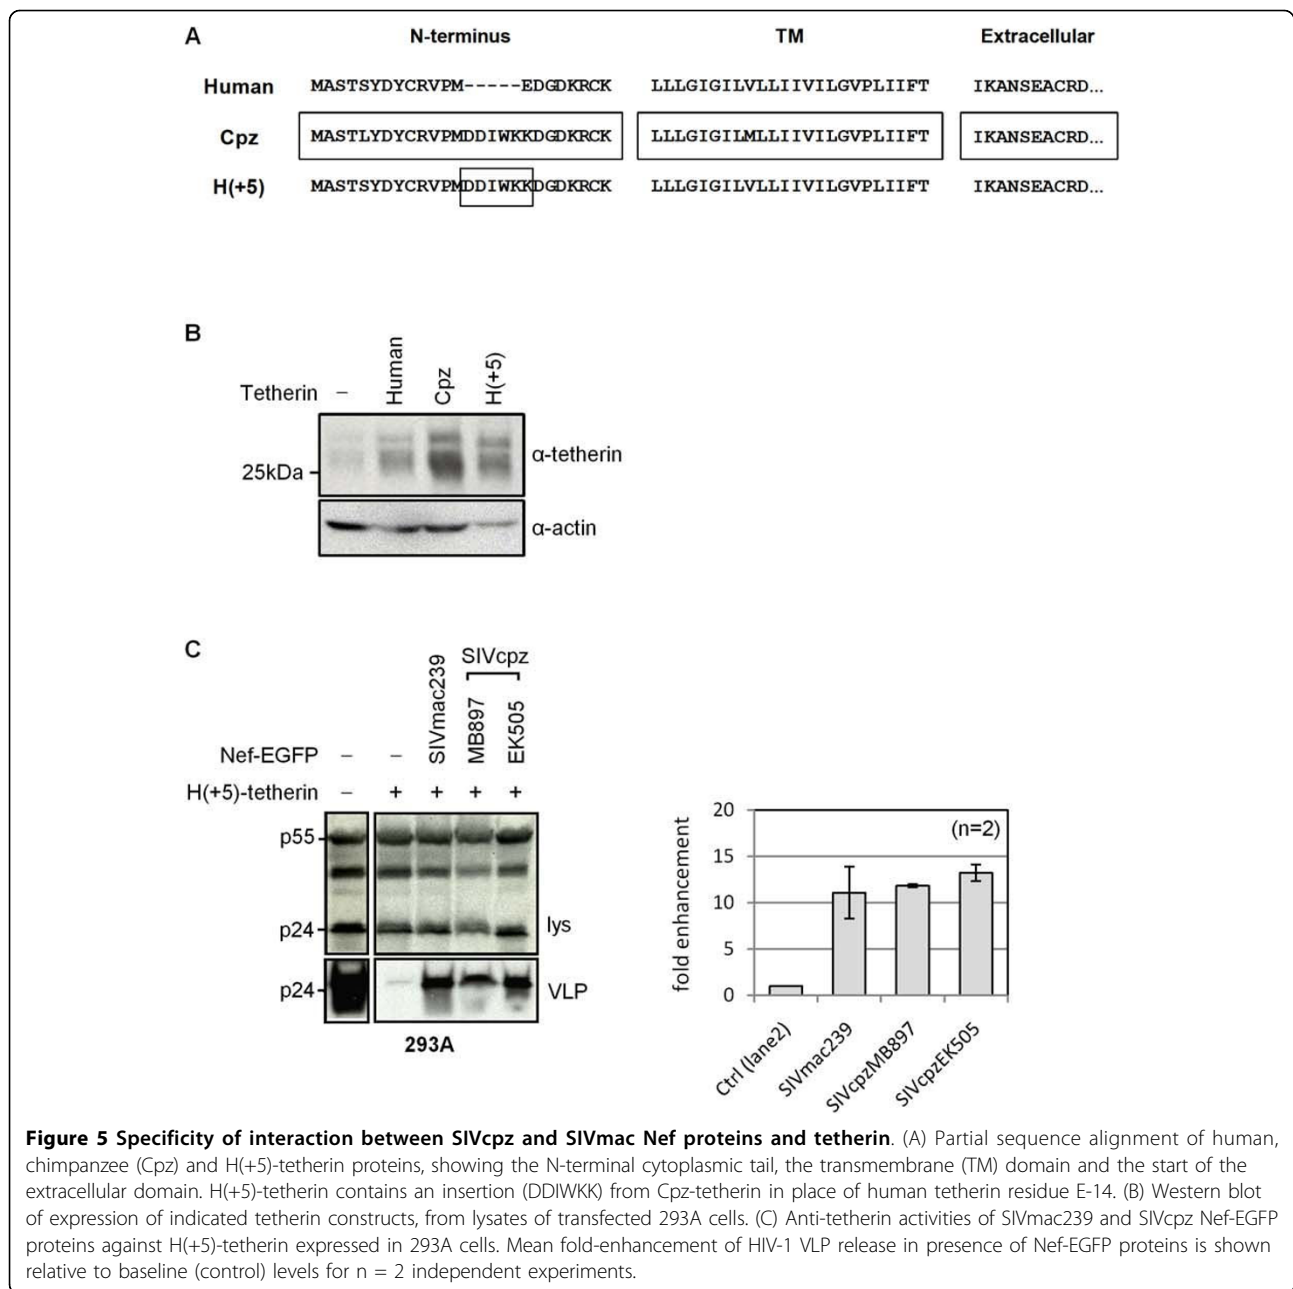 A
N-terminus TM Extracellular
Human MASTSYDYCRVPM-----EDGDKRCK LLLGIGILVLLIIVILGVPLIIFT IKANSEACRD...
Cpz MASTLYDYCRVPMDDIWKKDGDKRCK LLLGIGILMLLIIVILGVPLIIFT IKANSEACRD...
H(+5) MASTSYDYCRVPMDDIWKKDGDKRCK LLLGIGILVLLIIVILGVPLIIFT IKANSEACRD...
B
Tetherin – Human Cpz H(+5)
25kDa α-tetherin
α-actin
C
SIVcpz
Nef-EGFP – – SIVmac239 MB897 EK505
H(+5)-tetherin – + + + +
p55
p24 lys
p24 VLP
293A
fold enhancement
20
15
10
5
0
(n=2)
Ctrl (lane2) SIVmac239 SIVcpzMB897 SIVcpzEK505
Figure 5 Specificity of interaction between SIVcpz and SIVmac Nef proteins and tetherin. (A) Partial sequence alignment of human,
chimpanzee (Cpz) and H(+5)-tetherin proteins, showing the N-terminal cytoplasmic tail, the transmembrane (TM) domain and the start of the
extracellular domain. H(+5)-tetherin contains an insertion (DDIWKK) from Cpz-tetherin in place of human tetherin residue E-14. (B) Western blot
of expression of indicated tetherin constructs, from lysates of transfected 293A cells. (C) Anti-tetherin activities of SIVmac239 and SIVcpz Nef-EGFP
proteins against H(+5)-tetherin expressed in 293A cells. Mean fold-enhancement of HIV-1 VLP release in presence of Nef-EGFP proteins is shown
relative to baseline (control) levels for n = 2 independent experiments.